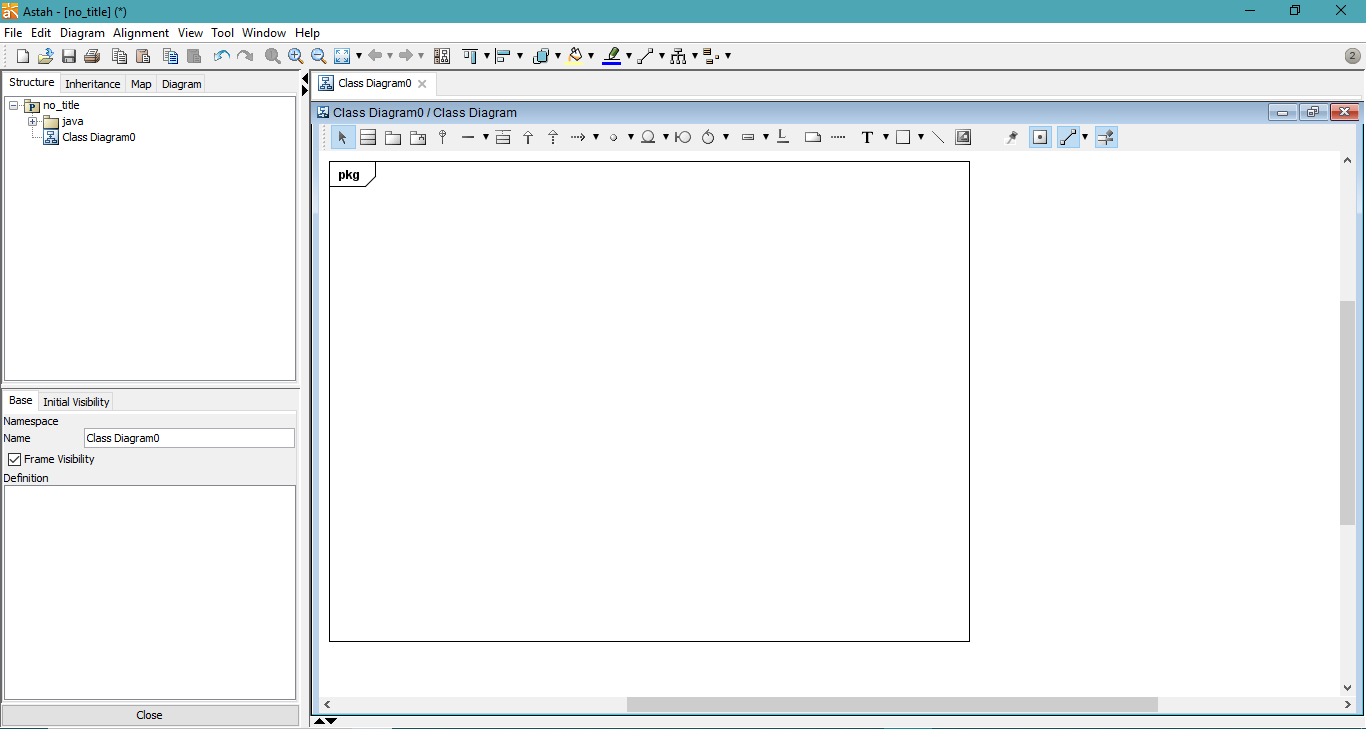 Astah - [no_title] (*)
File Edit Diagram Alignment View Tool Window Help
2
Structure Inheritance Map Diagram
no_title
java
Class Diagram0
Base Initial Visibility
Namespace
Name Class Diagram0
Frame Visibility
Definition
Close
Class Diagram0
Class Diagram0 / Class Diagram
T
pkg